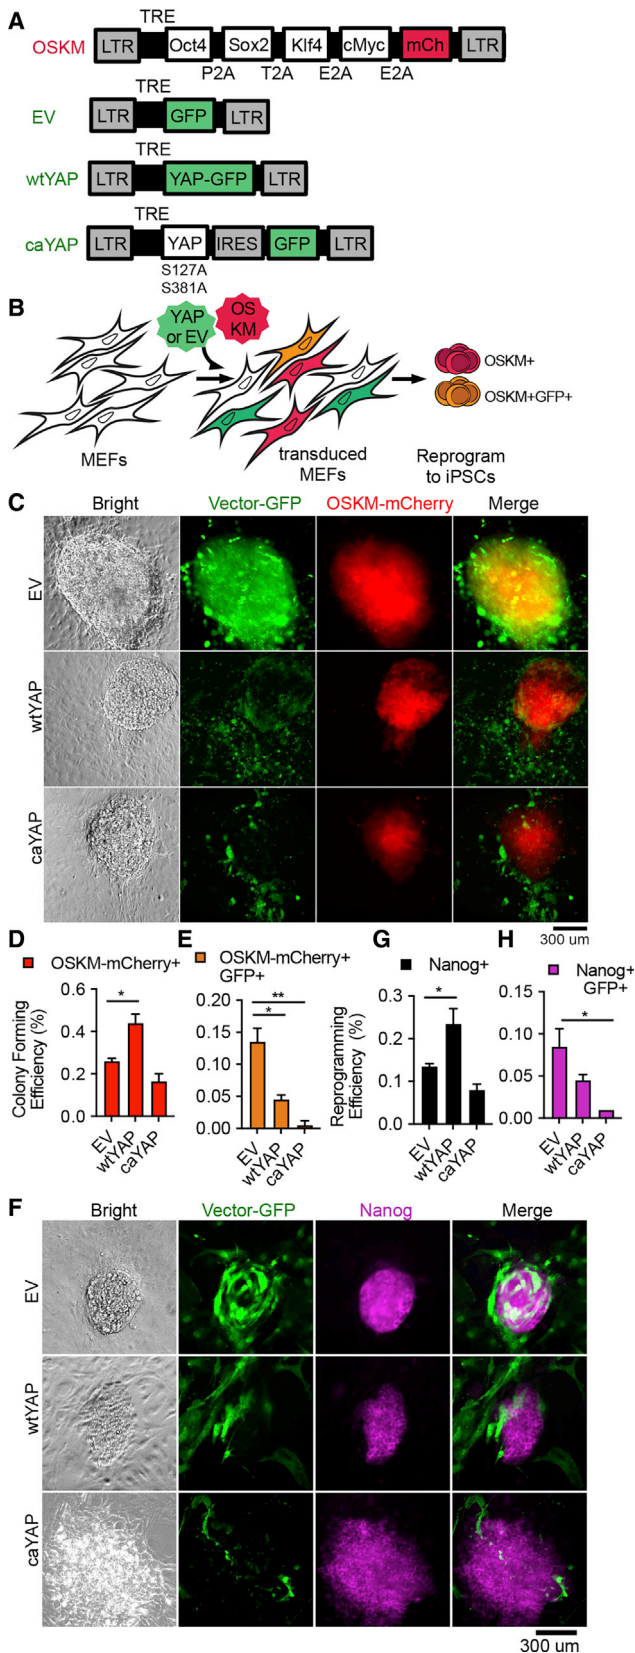 A
TRE
OSKM LTR Oct4 Sox2 Klf4 cMyc mCh LTR
P2A T2A E2A E2A
TRE
EV LTR GFP LTR
TRE
wtYAP LTR YAP-GFP LTR
TRE
caYAP LTR YAP IRES GFP LTR
S127A
S381A
B
YAP
or EV
OS
KM
OSKM+
OSKM+GFP+
MEFs
transduced
MEFs
Reprogram
to iPSCs
C
Bright Vector-GFP OSKM-mCherry Merge
EV
wtYAP
caYAP
300 um
D
OSKM-mCherry+
Colony Forming
Efficiency (%)
0.6
0.4
0.2
0.0
*
EV
wtYAP
caYAP
E
OSKM-mCherry+
GFP+
0.20
0.15
0.10
0.05
0.00
**
*
EV
wtYAP
caYAP
G
Nanog+
Reprogramming
Efficiency (%)
0.3
0.2
0.1
0.0
*
EV
wtYAP
caYAP
H
Nanog+
GFP+
0.15
0.10
0.05
0.00
*
EV
wtYAP
caYAP
F
Bright Vector-GFP Nanog Merge
EV
wtYAP
caYAP
300 um